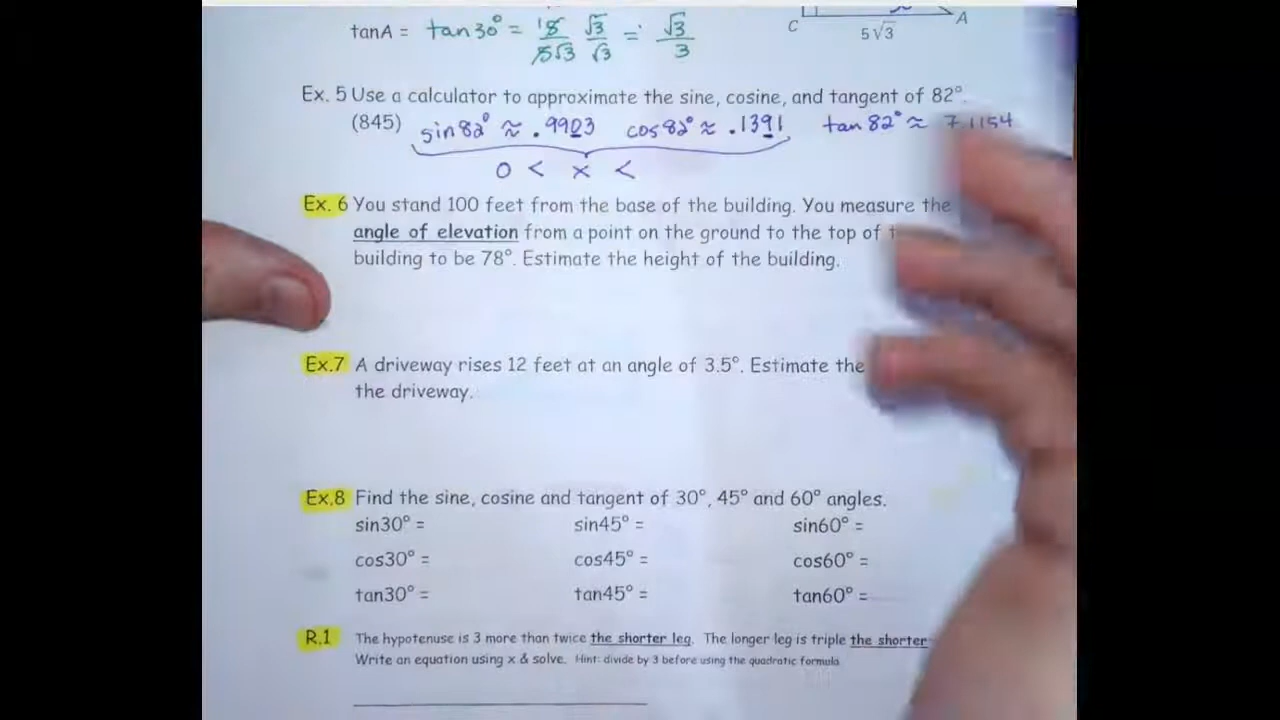 tanA = tan30° = 15/5√3 √3/√3 = √3/3
C 5√3 A
Ex. 5 Use a calculator to approximate the sine, cosine, and tangent of 82°.
(845) sin82° ≈ .9903 cos82° ≈ .1391 tan82° ≈ 7.1154
0 < x <
Ex. 6 You stand 100 feet from the base of the building. You measure the
angle of elevation from a point on the ground to the top of
building to be 78°. Estimate the height of the building.
Ex.7 A driveway rises 12 feet at an angle of 3.5°. Estimate the
the driveway.
Ex.8 Find the sine, cosine and tangent of 30°, 45° and 60° angles.
sin30° = sin45° = sin60° =
cos30° = cos45° = cos60° =
tan30° = tan45° = tan60° =
R.1 The hypotenuse is 3 more than twice the shorter leg. The longer leg is triple the shorter
Write an equation using x & solve. Hint: divide by 3 before using the quadratic formula